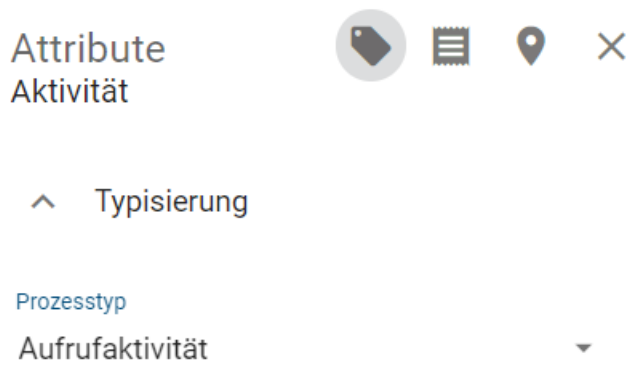 Attribute
Aktivität
Typisierung
Prozesstyp
Aufrufaktivität